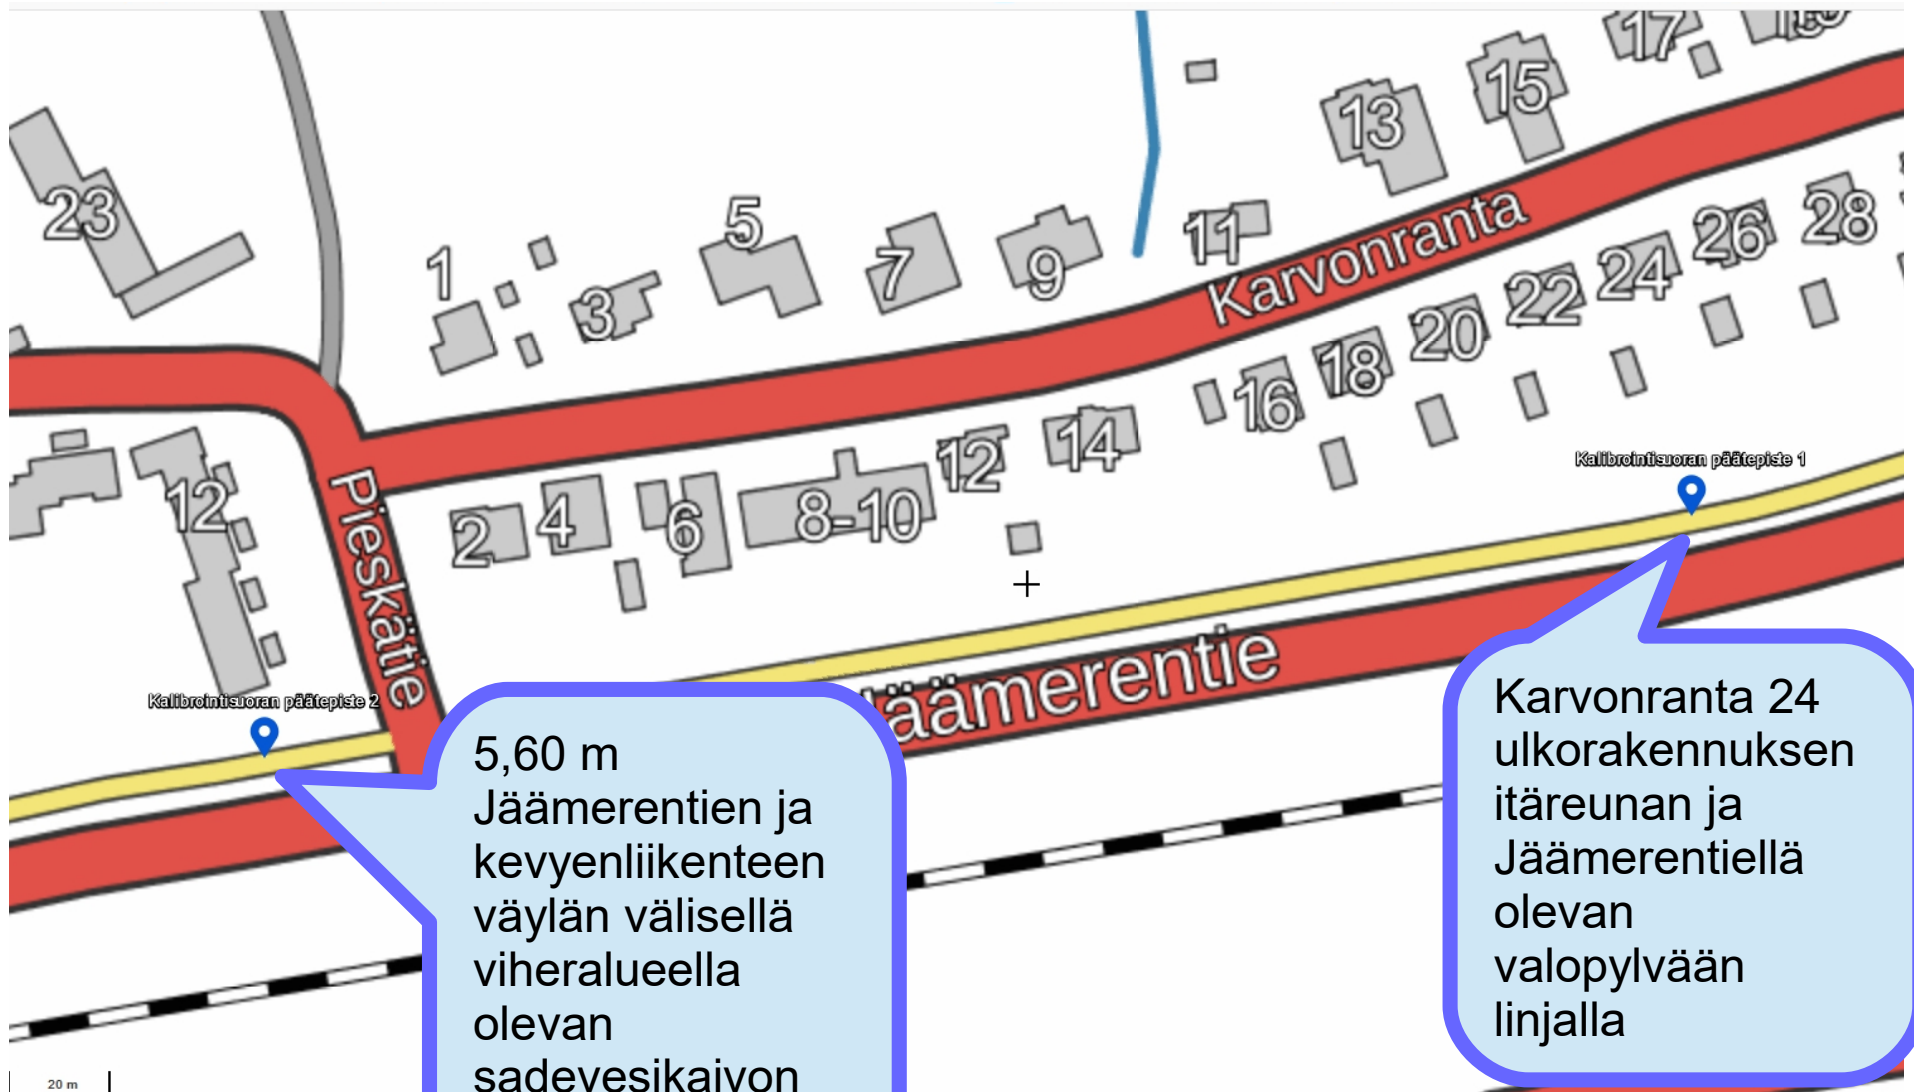 17
15
13
23
5
1
7
9
11
3
Karvonranta
28
26
24
22
20
18
16
14
12
8-10
6
4
2
12
Pieskätie
Kalibrointisuoran päätepiste 1
Kalibrointisuoran päätepiste 2
Jäämerentie
5,60 m
Jäämerentien ja
kevyenliikenteen
väylän välisellä
viheralueella
olevan
sadevesikaivon
Karvonranta 24
ulkorakennuksen
itäreunan ja
Jäämerentiellä
olevan
valopylvään
linjalla
20 m